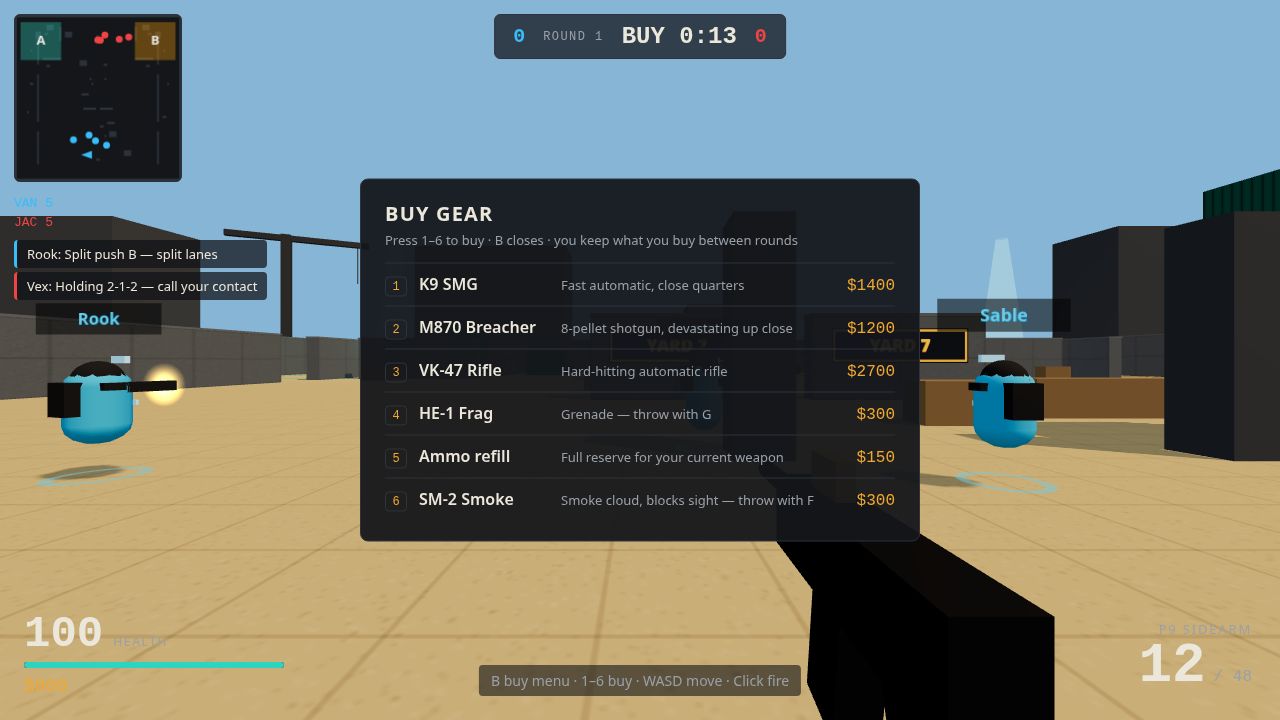 A
B
0 ROUND 1 BUY 0:13 0
VAN 5
JAC 5
Rook: Split push B — split lanes
Vex: Holding 2-1-2 — call your contact
Rook
Sable
YARD 7
YARD 7
BUY GEAR
Press 1–6 to buy · B closes · you keep what you buy between rounds
1 K9 SMG Fast automatic, close quarters $1400
2 M870 Breacher 8-pellet shotgun, devastating up close $1200
3 VK-47 Rifle Hard-hitting automatic rifle $2700
4 HE-1 Frag Grenade — throw with G $300
5 Ammo refill Full reserve for your current weapon $150
6 SM-2 Smoke Smoke cloud, blocks sight — throw with F $300
100 HEALTH
$800
B buy menu · 1–6 buy · WASD move · Click fire
P9 SIDEARM
12 / 48